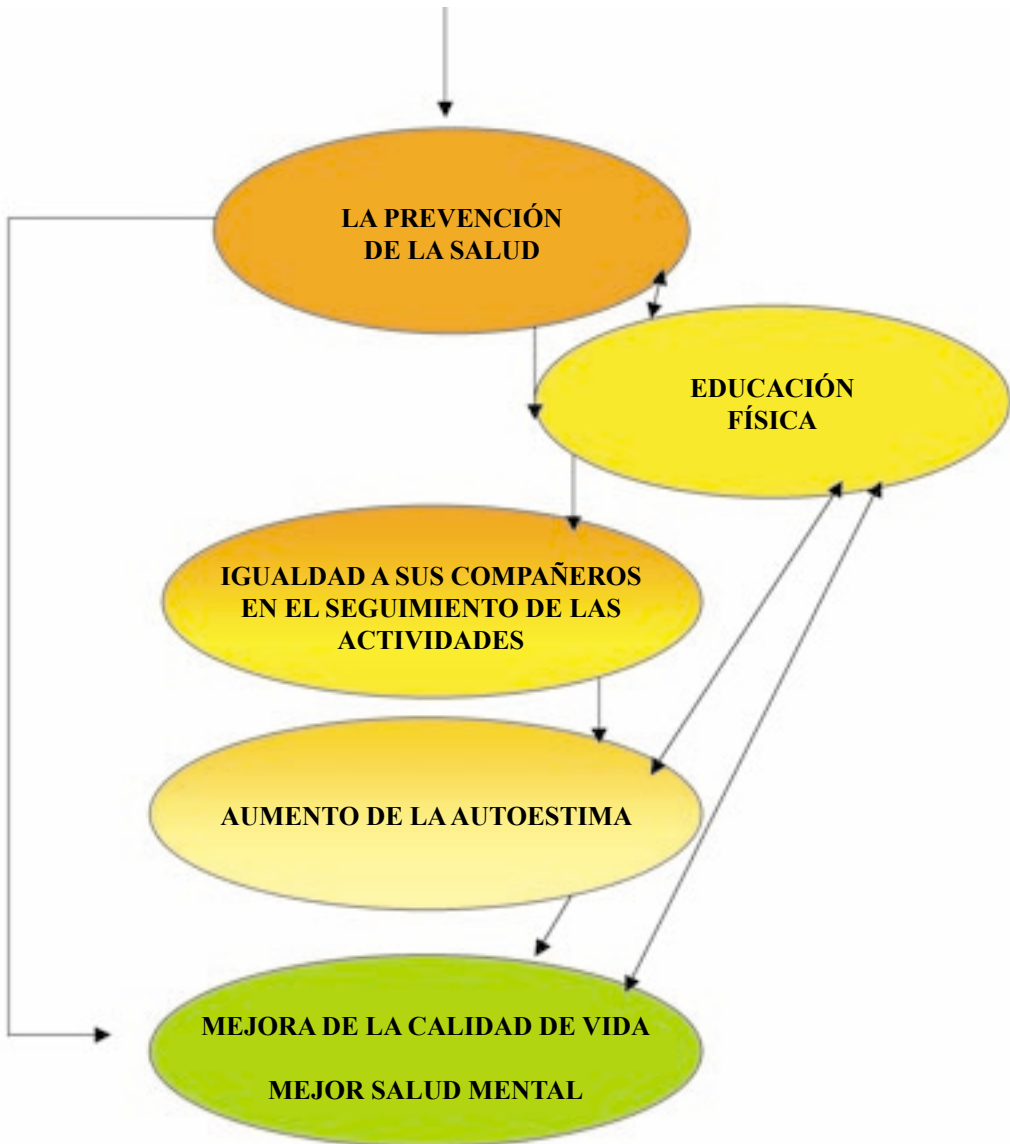 LA PREVENCIÓN
DE LA SALUD
EDUCACIÓN
FÍSICA
IGUALDAD A SUS COMPAÑEROS
EN EL SEGUIMIENTO DE LAS
ACTIVIDADES
AUMENTO DE LA AUTOESTIMA
MEJORA DE LA CALIDAD DE VIDA
MEJOR SALUD MENTAL